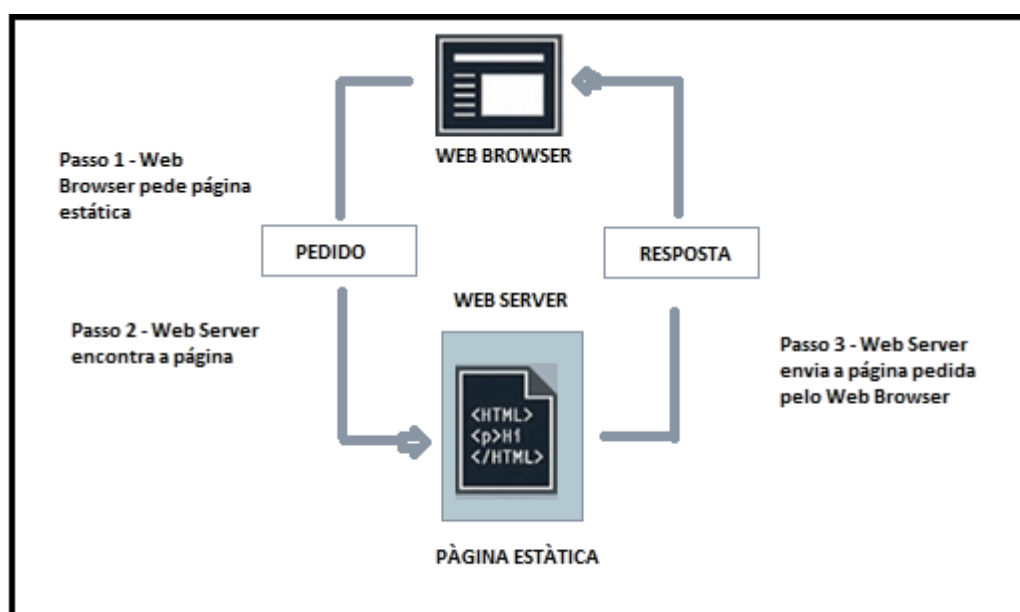 WEB BROWSER
Passo 1 - Web
Browser pede página
estática
PEDIDO
RESPOSTA
WEB SERVER
Passo 2 - Web Server
encontra a página
Passo 3 - Web Server
envia a página pedida
pelo Web Browser
<HTML>
<p>Hi
</HTML>
PÀGINA ESTÀTICA